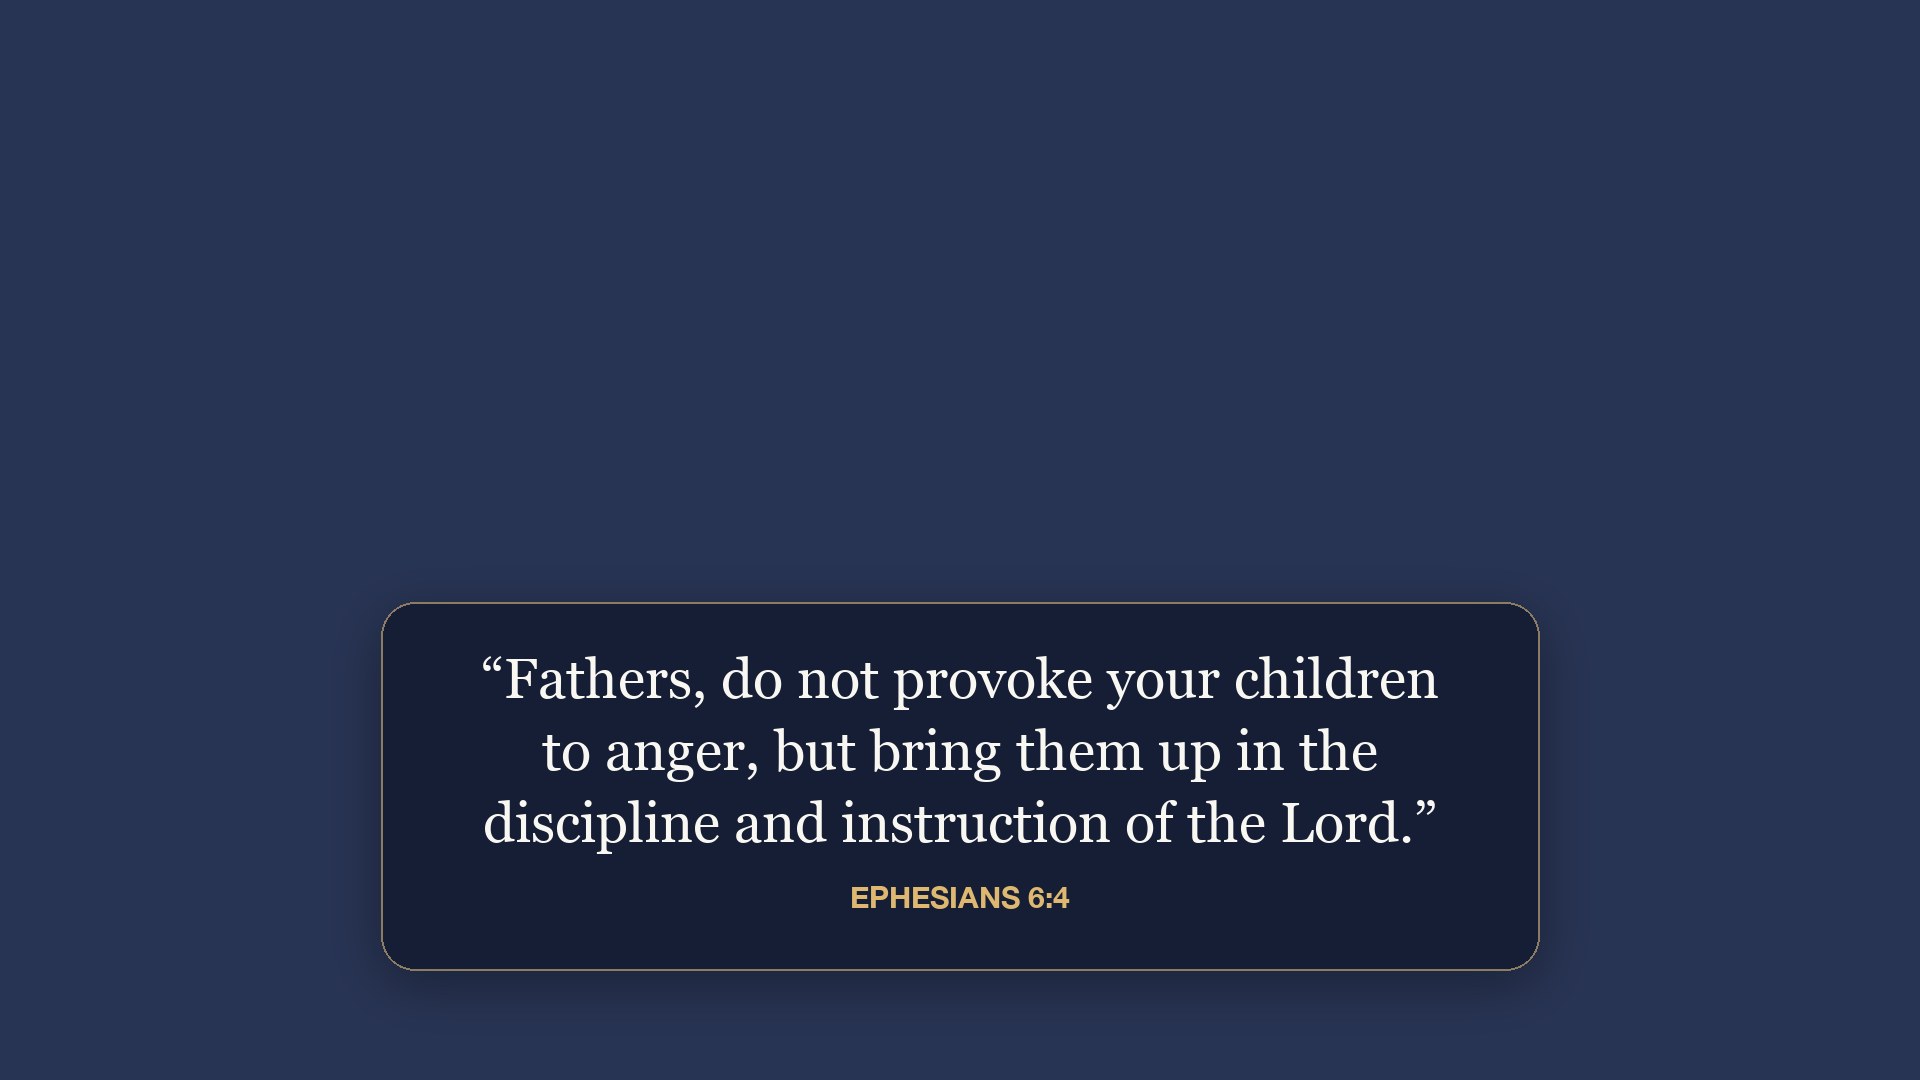 “Fathers, do not provoke your children
to anger, but bring them up in the
discipline and instruction of the Lord.”
EPHESIANS 6:4